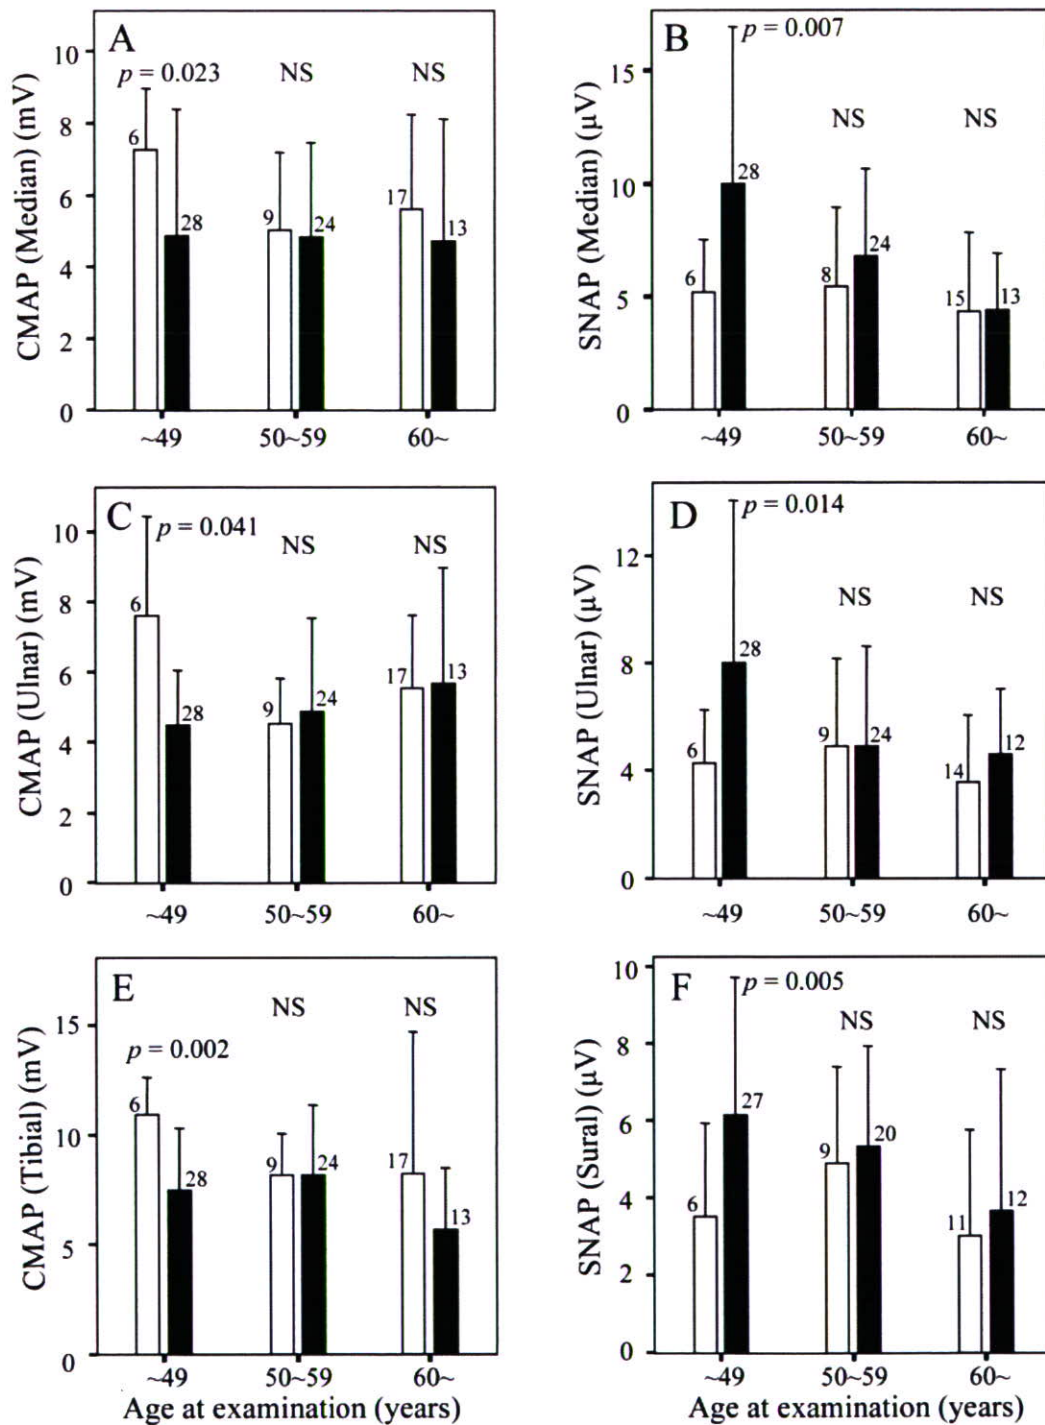 A
p = 0.023
NS
NS
CMAP (Median) (mV)
10
8
6
4
2
0
6
28
9
24
17
13
~49
50~59
60~
B
p = 0.007
NS
NS
SNAP (Median) (µV)
15
10
5
0
6
28
8
24
15
13
~49
50~59
60~
C
p = 0.041
NS
NS
CMAP (Ulnar) (mV)
10
8
6
4
2
0
6
28
9
24
17
13
~49
50~59
60~
D
p = 0.014
NS
NS
SNAP (Ulnar) (µV)
12
8
4
0
6
28
9
24
14
12
~49
50~59
60~
E
p = 0.002
NS
NS
CMAP (Tibial) (mV)
15
10
5
0
6
28
9
24
17
13
~49
50~59
60~
Age at examination (years)
F
p = 0.005
NS
NS
SNAP (Sural) (µV)
10
8
6
4
2
0
6
27
9
20
11
12
~49
50~59
60~
Age at examination (years)